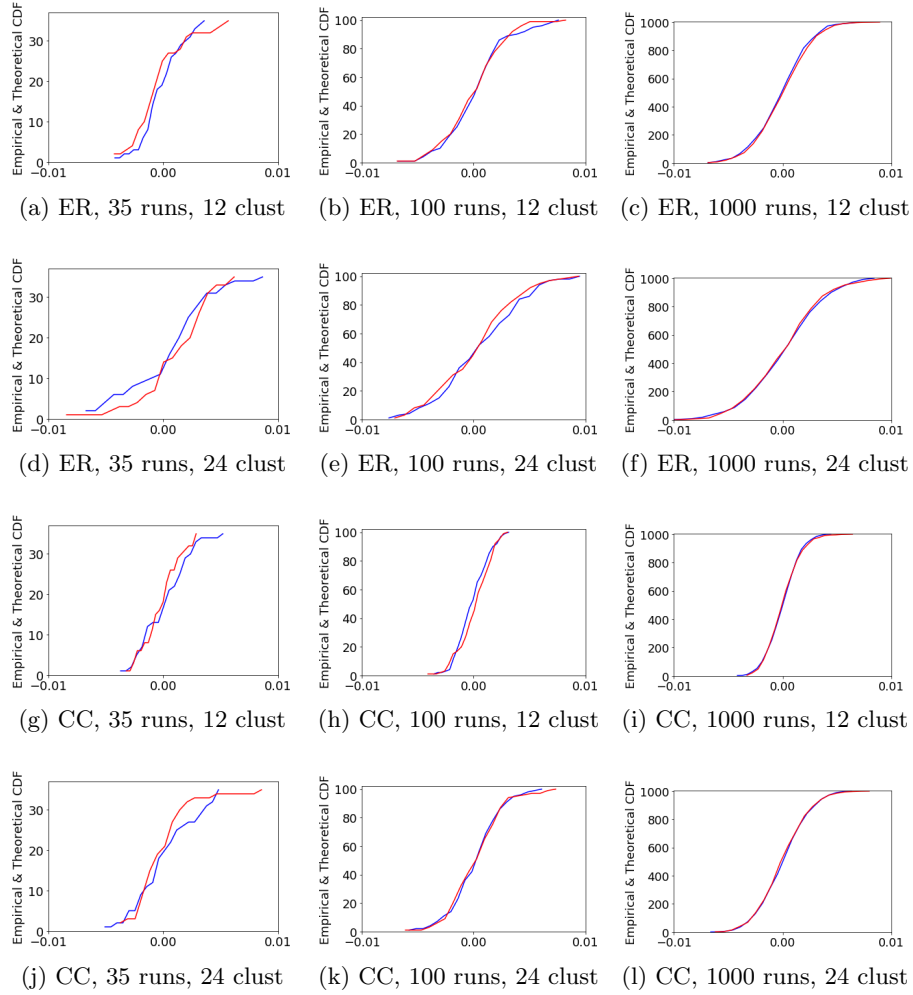 Empirical & Theoretical CDF
30
20
10
0
−0.01 0.00 0.01
(a) ER, 35 runs, 12 clust
Empirical & Theoretical CDF
100
80
60
40
20
0
−0.01 0.00 0.01
(b) ER, 100 runs, 12 clust
Empirical & Theoretical CDF
1000
800
600
400
200
0
−0.01 0.00 0.01
(c) ER, 1000 runs, 12 clust
Empirical & Theoretical CDF
30
20
10
0
−0.01 0.00 0.01
(d) ER, 35 runs, 24 clust
Empirical & Theoretical CDF
100
80
60
40
20
0
−0.01 0.00 0.01
(e) ER, 100 runs, 24 clust
Empirical & Theoretical CDF
1000
800
600
400
200
0
−0.01 0.00 0.01
(f) ER, 1000 runs, 24 clust
Empirical & Theoretical CDF
30
20
10
0
−0.01 0.00 0.01
(g) CC, 35 runs, 12 clust
Empirical & Theoretical CDF
100
80
60
40
20
0
−0.01 0.00 0.01
(h) CC, 100 runs, 12 clust
Empirical & Theoretical CDF
1000
800
600
400
200
0
−0.01 0.00 0.01
(i) CC, 1000 runs, 12 clust
Empirical & Theoretical CDF
30
20
10
0
−0.01 0.00 0.01
(j) CC, 35 runs, 24 clust
Empirical & Theoretical CDF
100
80
60
40
20
0
−0.01 0.00 0.01
(k) CC, 100 runs, 24 clust
Empirical & Theoretical CDF
1000
800
600
400
200
0
−0.01 0.00 0.01
(l) CC, 1000 runs, 24 clust